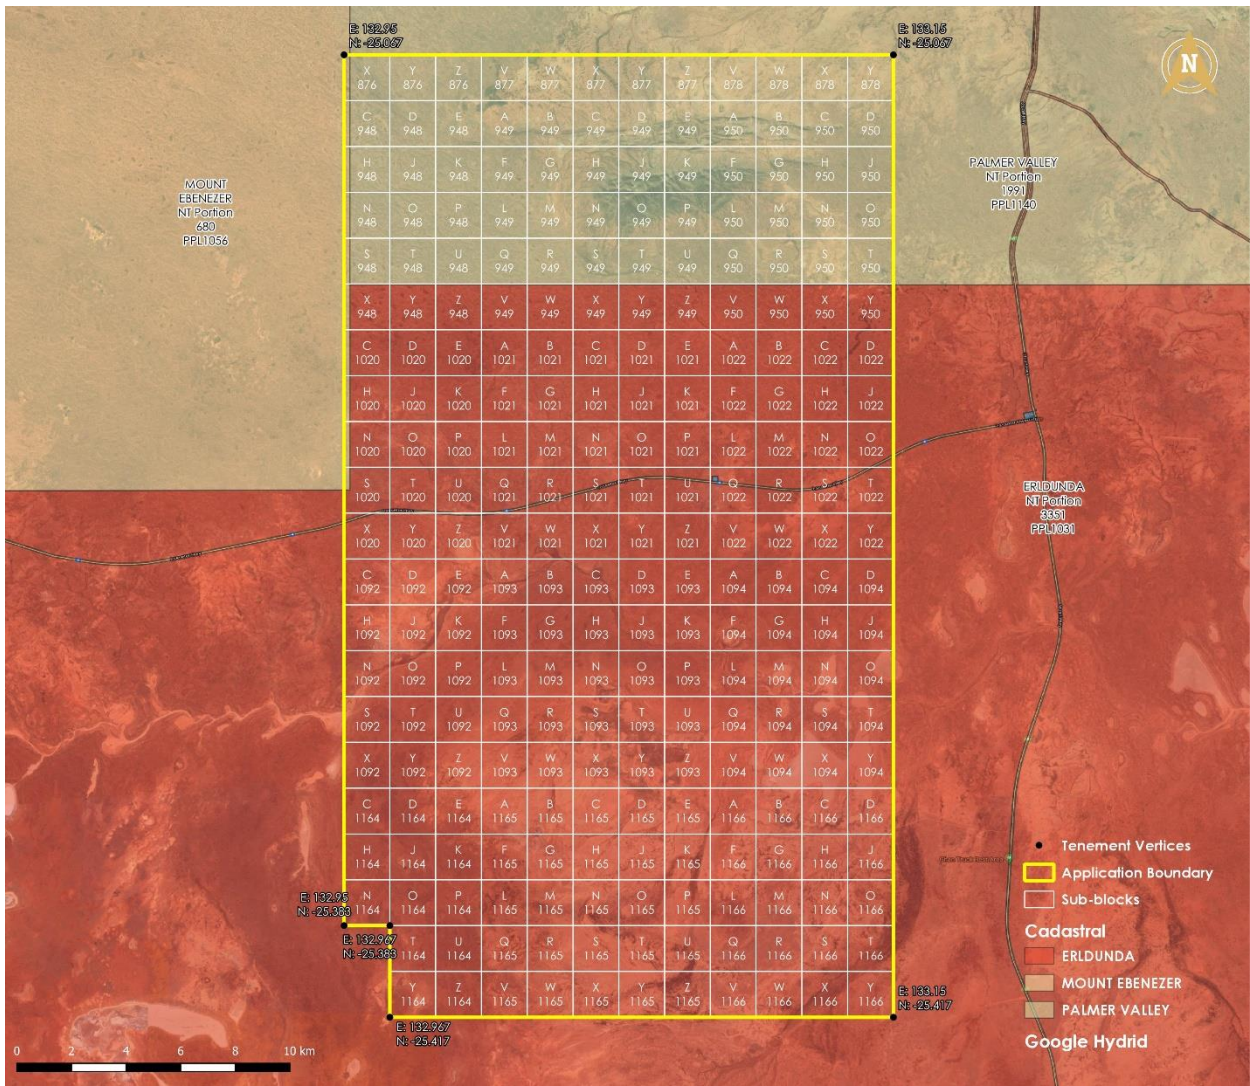 E: 132.95
N: -25.067
E: 133.15
N: -25.067
N
X Y Z V W X Y Z V W X Y
876 876 876 877 877 877 877 877 878 878 878 878
C D E A B C D E A B C D
948 948 948 949 949 949 949 949 950 950 950 950
H J K F G H J K F G H J
948 948 948 949 949 949 949 949 950 950 950 950
MOUNT
EBENEZER
NT Portion
680
PPL1056
PALMER VALLEY
NT Portion
1991
PPL1140
N O P L M N O P L M N O
948 948 948 949 949 949 949 949 950 950 950 950
S T U Q R S T U Q R S T
948 948 948 949 949 949 949 949 950 950 950 950
X Y Z V W X Y Z V W X Y
948 948 948 949 949 949 949 949 950 950 950 950
C D E A B C D E A B C D
1020 1020 1020 1021 1021 1021 1021 1021 1022 1022 1022 1022
H J K F G H J K F G H J
1020 1020 1020 1021 1021 1021 1021 1021 1022 1022 1022 1022
N O P L M N O P L M N O
1020 1020 1020 1021 1021 1021 1021 1021 1022 1022 1022 1022
S T U Q R S T U Q R S T
1020 1020 1020 1021 1021 1021 1021 1021 1022 1022 1022 1022
ERLDUNDA
NT Portion
3351
PPL1031
X Y Z V W X Y Z V W X Y
1020 1020 1020 1021 1021 1021 1021 1021 1022 1022 1022 1022
C D E A B C D E A B C D
1092 1092 1092 1093 1093 1093 1093 1093 1094 1094 1094 1094
H J K F G H J K F G H J
1092 1092 1092 1093 1093 1093 1093 1093 1094 1094 1094 1094
N O P L M N O P L M N O
1092 1092 1092 1093 1093 1093 1093 1093 1094 1094 1094 1094
S T U Q R S T U Q R S T
1092 1092 1092 1093 1093 1093 1093 1093 1094 1094 1094 1094
X Y Z V W X Y Z V W X Y
1092 1092 1092 1093 1093 1093 1093 1093 1094 1094 1094 1094
C D E A B C D E A B C D
1164 1164 1164 1165 1165 1165 1165 1165 1166 1166 1166 1166
H J K F G H J K F G H J
1164 1164 1164 1165 1165 1165 1165 1165 1166 1166 1166 1166
N O P L M N O P L M N O
1164 1164 1164 1165 1165 1165 1165 1165 1166 1166 1166 1166
E: 132.95
N: -25.383
E: 132.967
N: -25.383
T U Q R S T U Q R S T
1164 1164 1165 1165 1165 1165 1165 1166 1166 1166 1166
Y Z V W X Y Z V W X Y
1164 1164 1165 1165 1165 1165 1165 1166 1166 1166 1166
E: 132.967
N: -25.417
E: 133.15
N: -25.417
Tenement Vertices
Application Boundary
Sub-blocks
Cadastral
ERLDUNDA
MOUNT EBENEZER
PALMER VALLEY
Google Hydrid
0 2 4 6 8 10 km